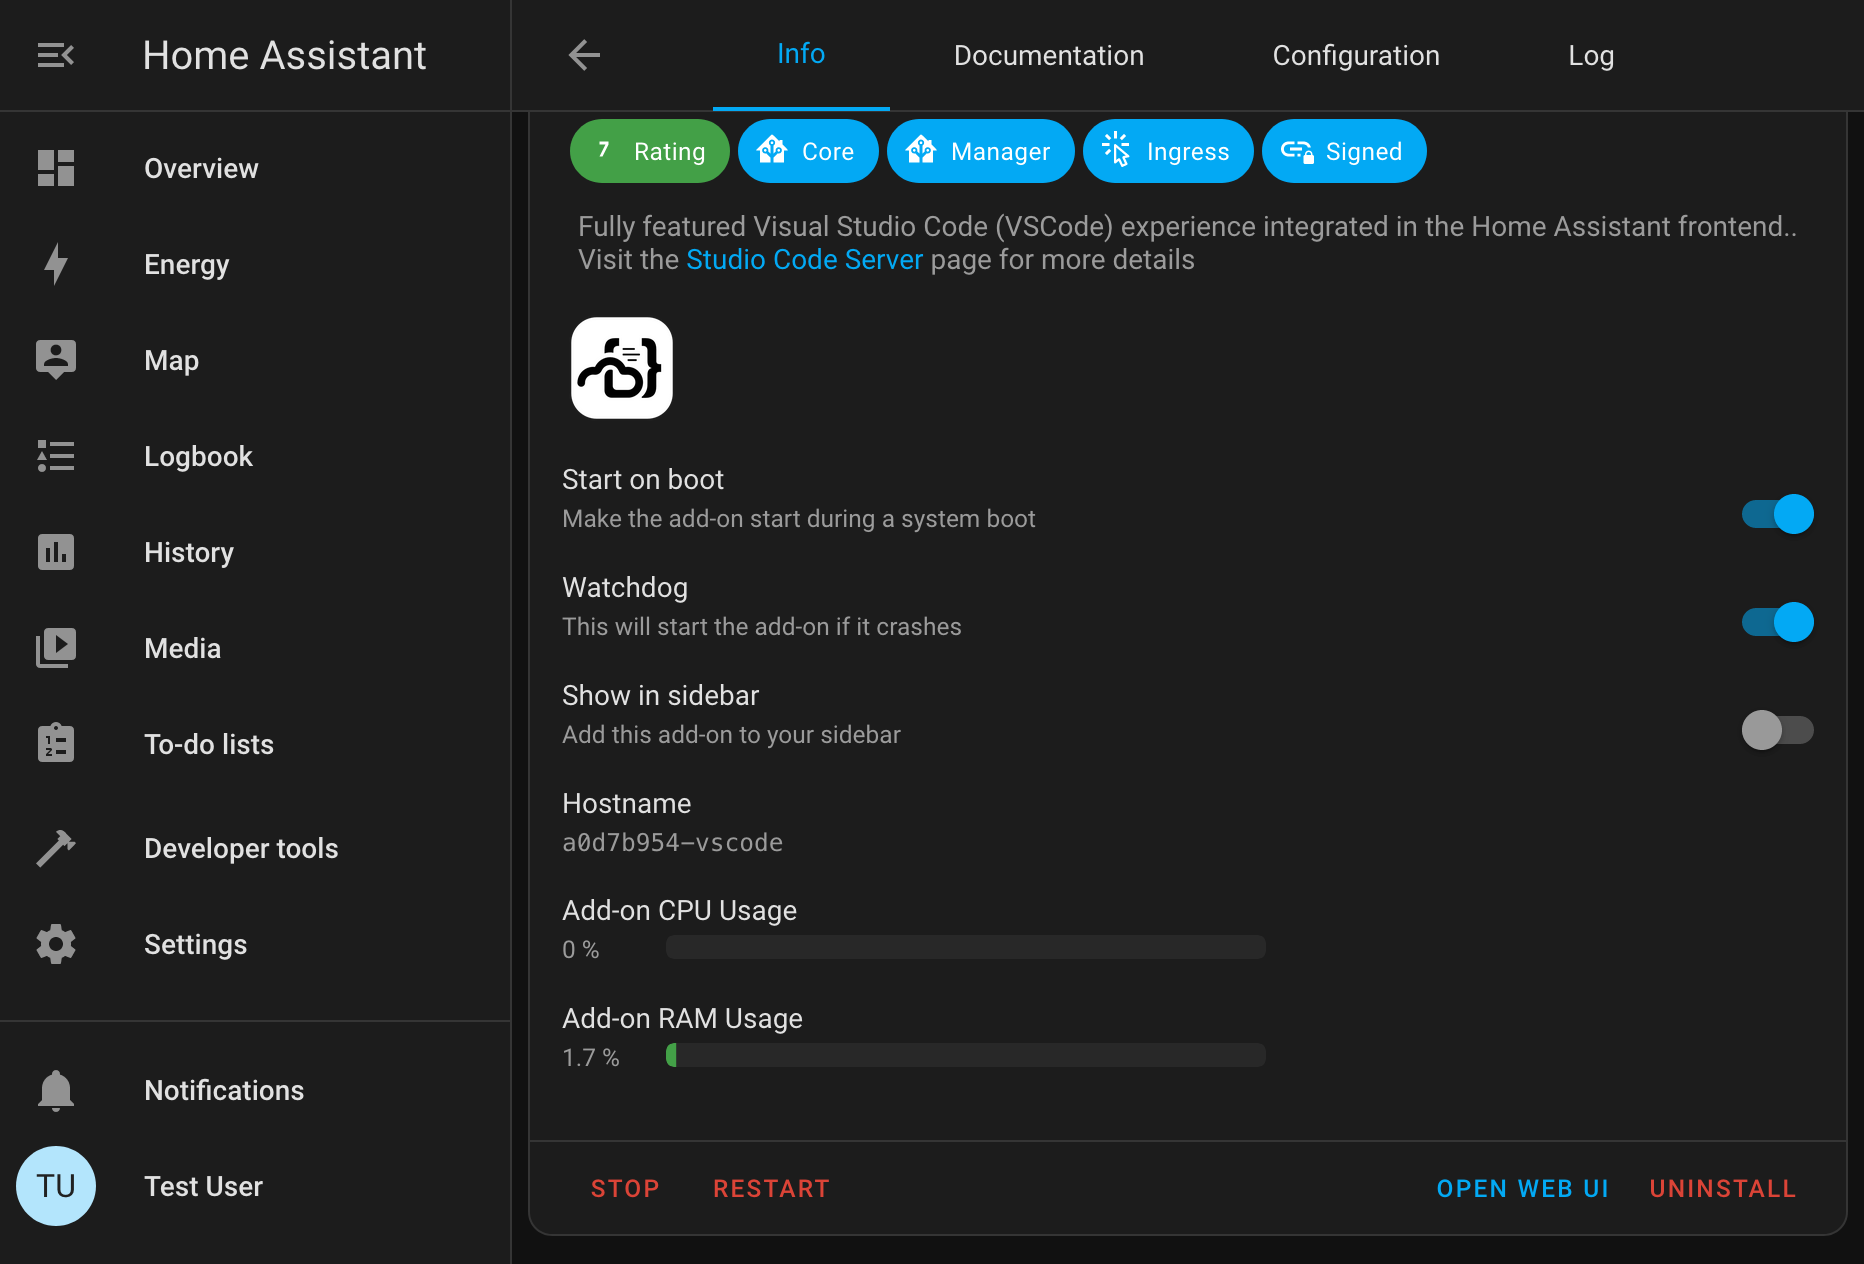 Home Assistant
Overview
Energy
Map
Logbook
History
Media
To-do lists
Developer tools
Settings
Notifications
TU Test User
Info Documentation Configuration Log
7 Rating Core Manager Ingress Signed
Fully featured Visual Studio Code (VSCode) experience integrated in the Home Assistant frontend..
Visit the Studio Code Server page for more details
Start on boot
Make the add-on start during a system boot
Watchdog
This will start the add-on if it crashes
Show in sidebar
Add this add-on to your sidebar
Hostname
a0d7b954-vscode
Add-on CPU Usage
0 %
Add-on RAM Usage
1.7 %
STOP RESTART OPEN WEB UI UNINSTALL